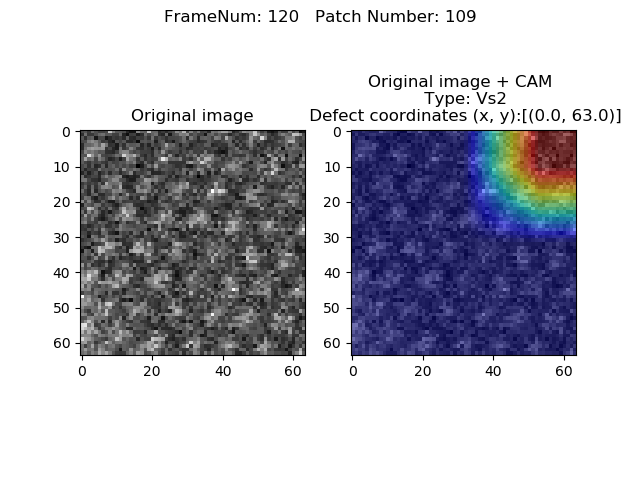 FrameNum: 120   Patch Number: 109
Original image
Original image + CAM
Type: Vs2
Defect coordinates (x, y):[(0.0, 63.0)]
0
10
20
30
40
50
60
0 20 40 60
0
10
20
30
40
50
60
0 20 40 60